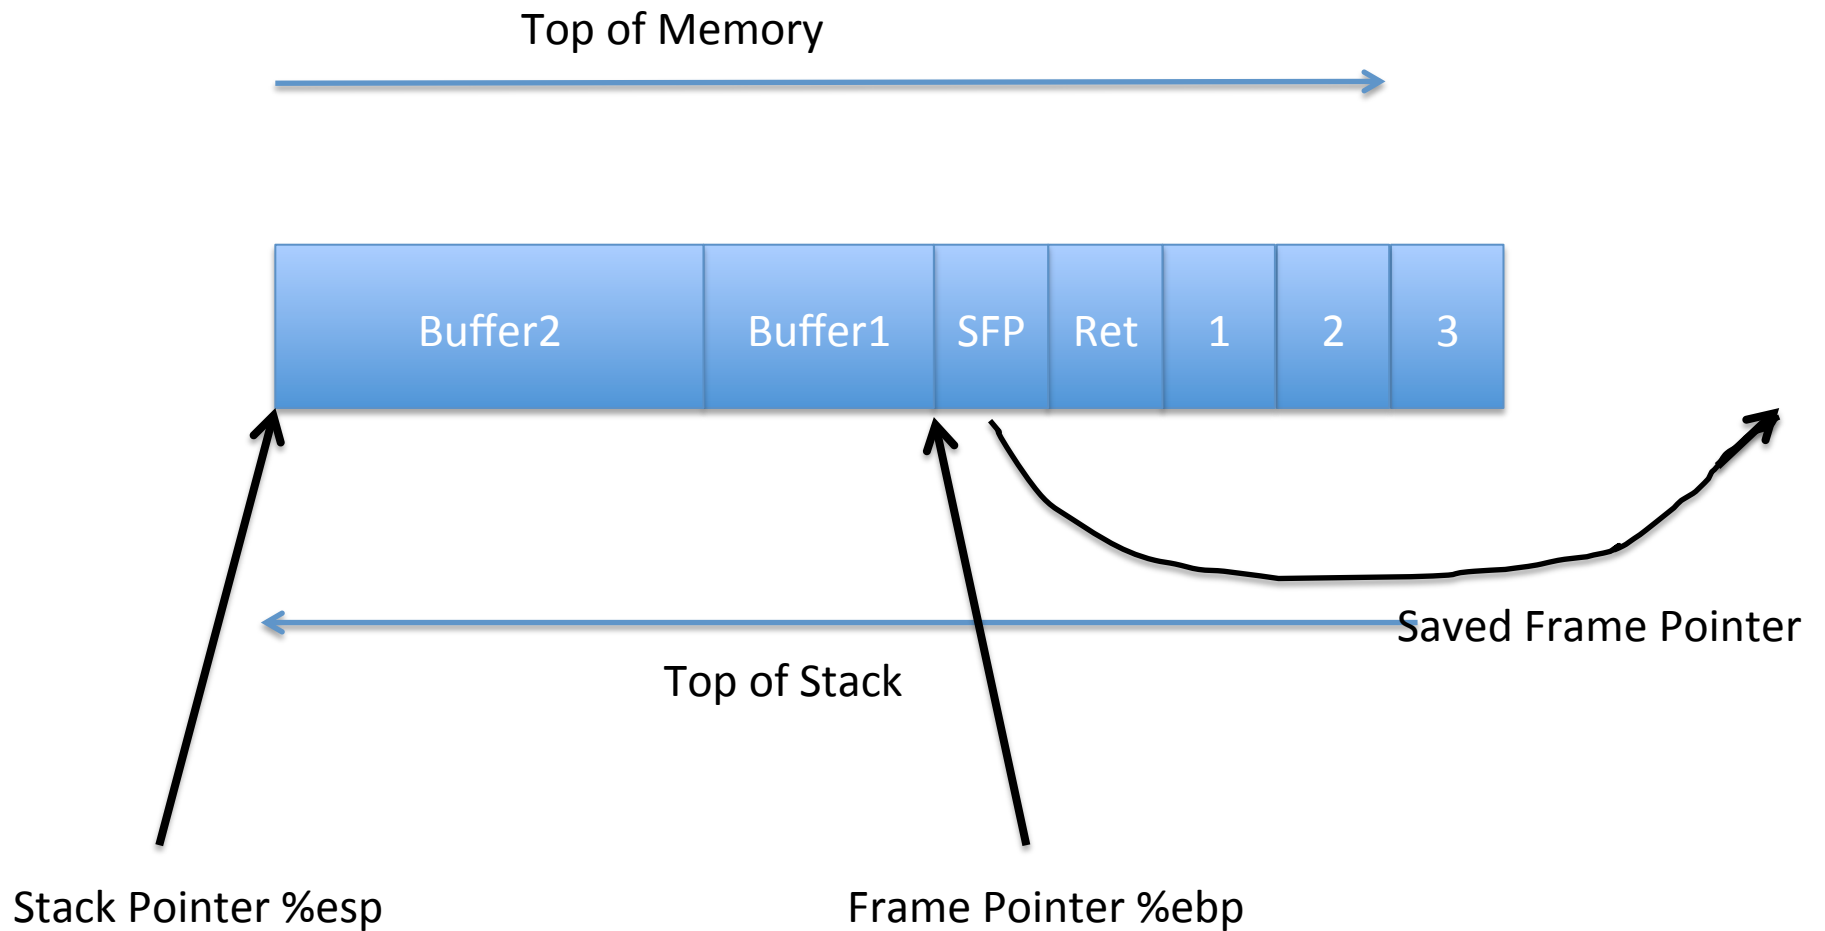 Top of Memory
Buffer2 Buffer1 SFP Ret 1 2 3
Saved Frame Pointer
Top of Stack
Stack Pointer %esp
Frame Pointer %ebp